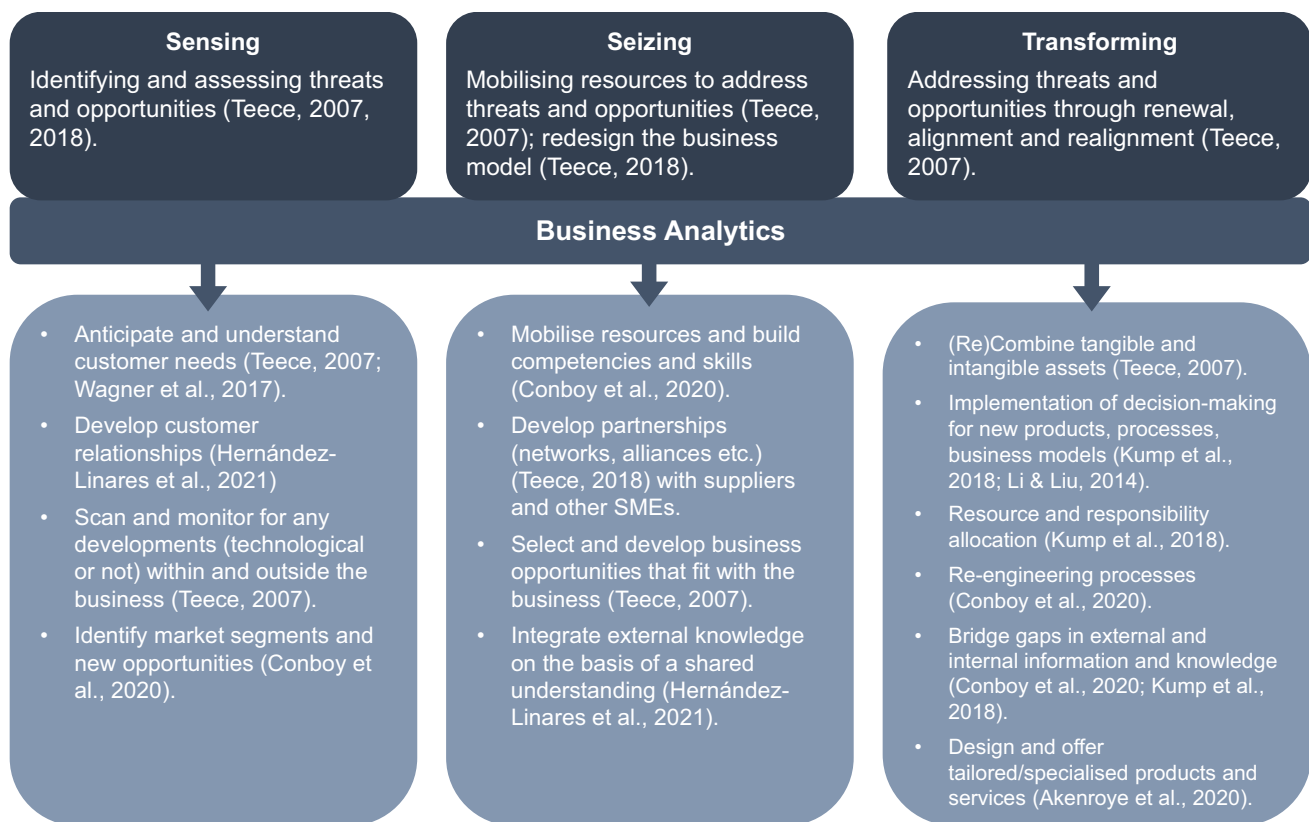 Sensing
Identifying and assessing threats
and opportunities (Teece, 2007,
2018).
Seizing
Mobilising resources to address
threats and opportunities (Teece,
2007); redesign the business
model (Teece, 2018).
Transforming
Addressing threats and
opportunities through renewal,
alignment and realignment (Teece,
2007).
Business Analytics
• Anticipate and understand
customer needs (Teece, 2007;
Wagner et al., 2017).
• Develop customer
relationships (Hernández-
Linares et al., 2021)
• Scan and monitor for any
developments (technological
or not) within and outside the
business (Teece, 2007).
• Identify market segments and
new opportunities (Conboy et
al., 2020).
• Mobilise resources and build
competencies and skills
(Conboy et al., 2020).
• Develop partnerships
(networks, alliances etc.)
(Teece, 2018) with suppliers
and other SMEs.
• Select and develop business
opportunities that fit with the
business (Teece, 2007).
• Integrate external knowledge
on the basis of a shared
understanding (Hernández-
Linares et al., 2021).
• (Re)Combine tangible and
intangible assets (Teece, 2007).
• Implementation of decision-making
for new products, processes,
business models (Kump et al.,
2018; Li & Liu, 2014).
• Resource and responsibility
allocation (Kump et al., 2018).
• Re-engineering processes
(Conboy et al., 2020).
• Bridge gaps in external and
internal information and knowledge
(Conboy et al., 2020; Kump et al.,
2018).
• Design and offer
tailored/specialised products and
services (Akenroye et al., 2020).